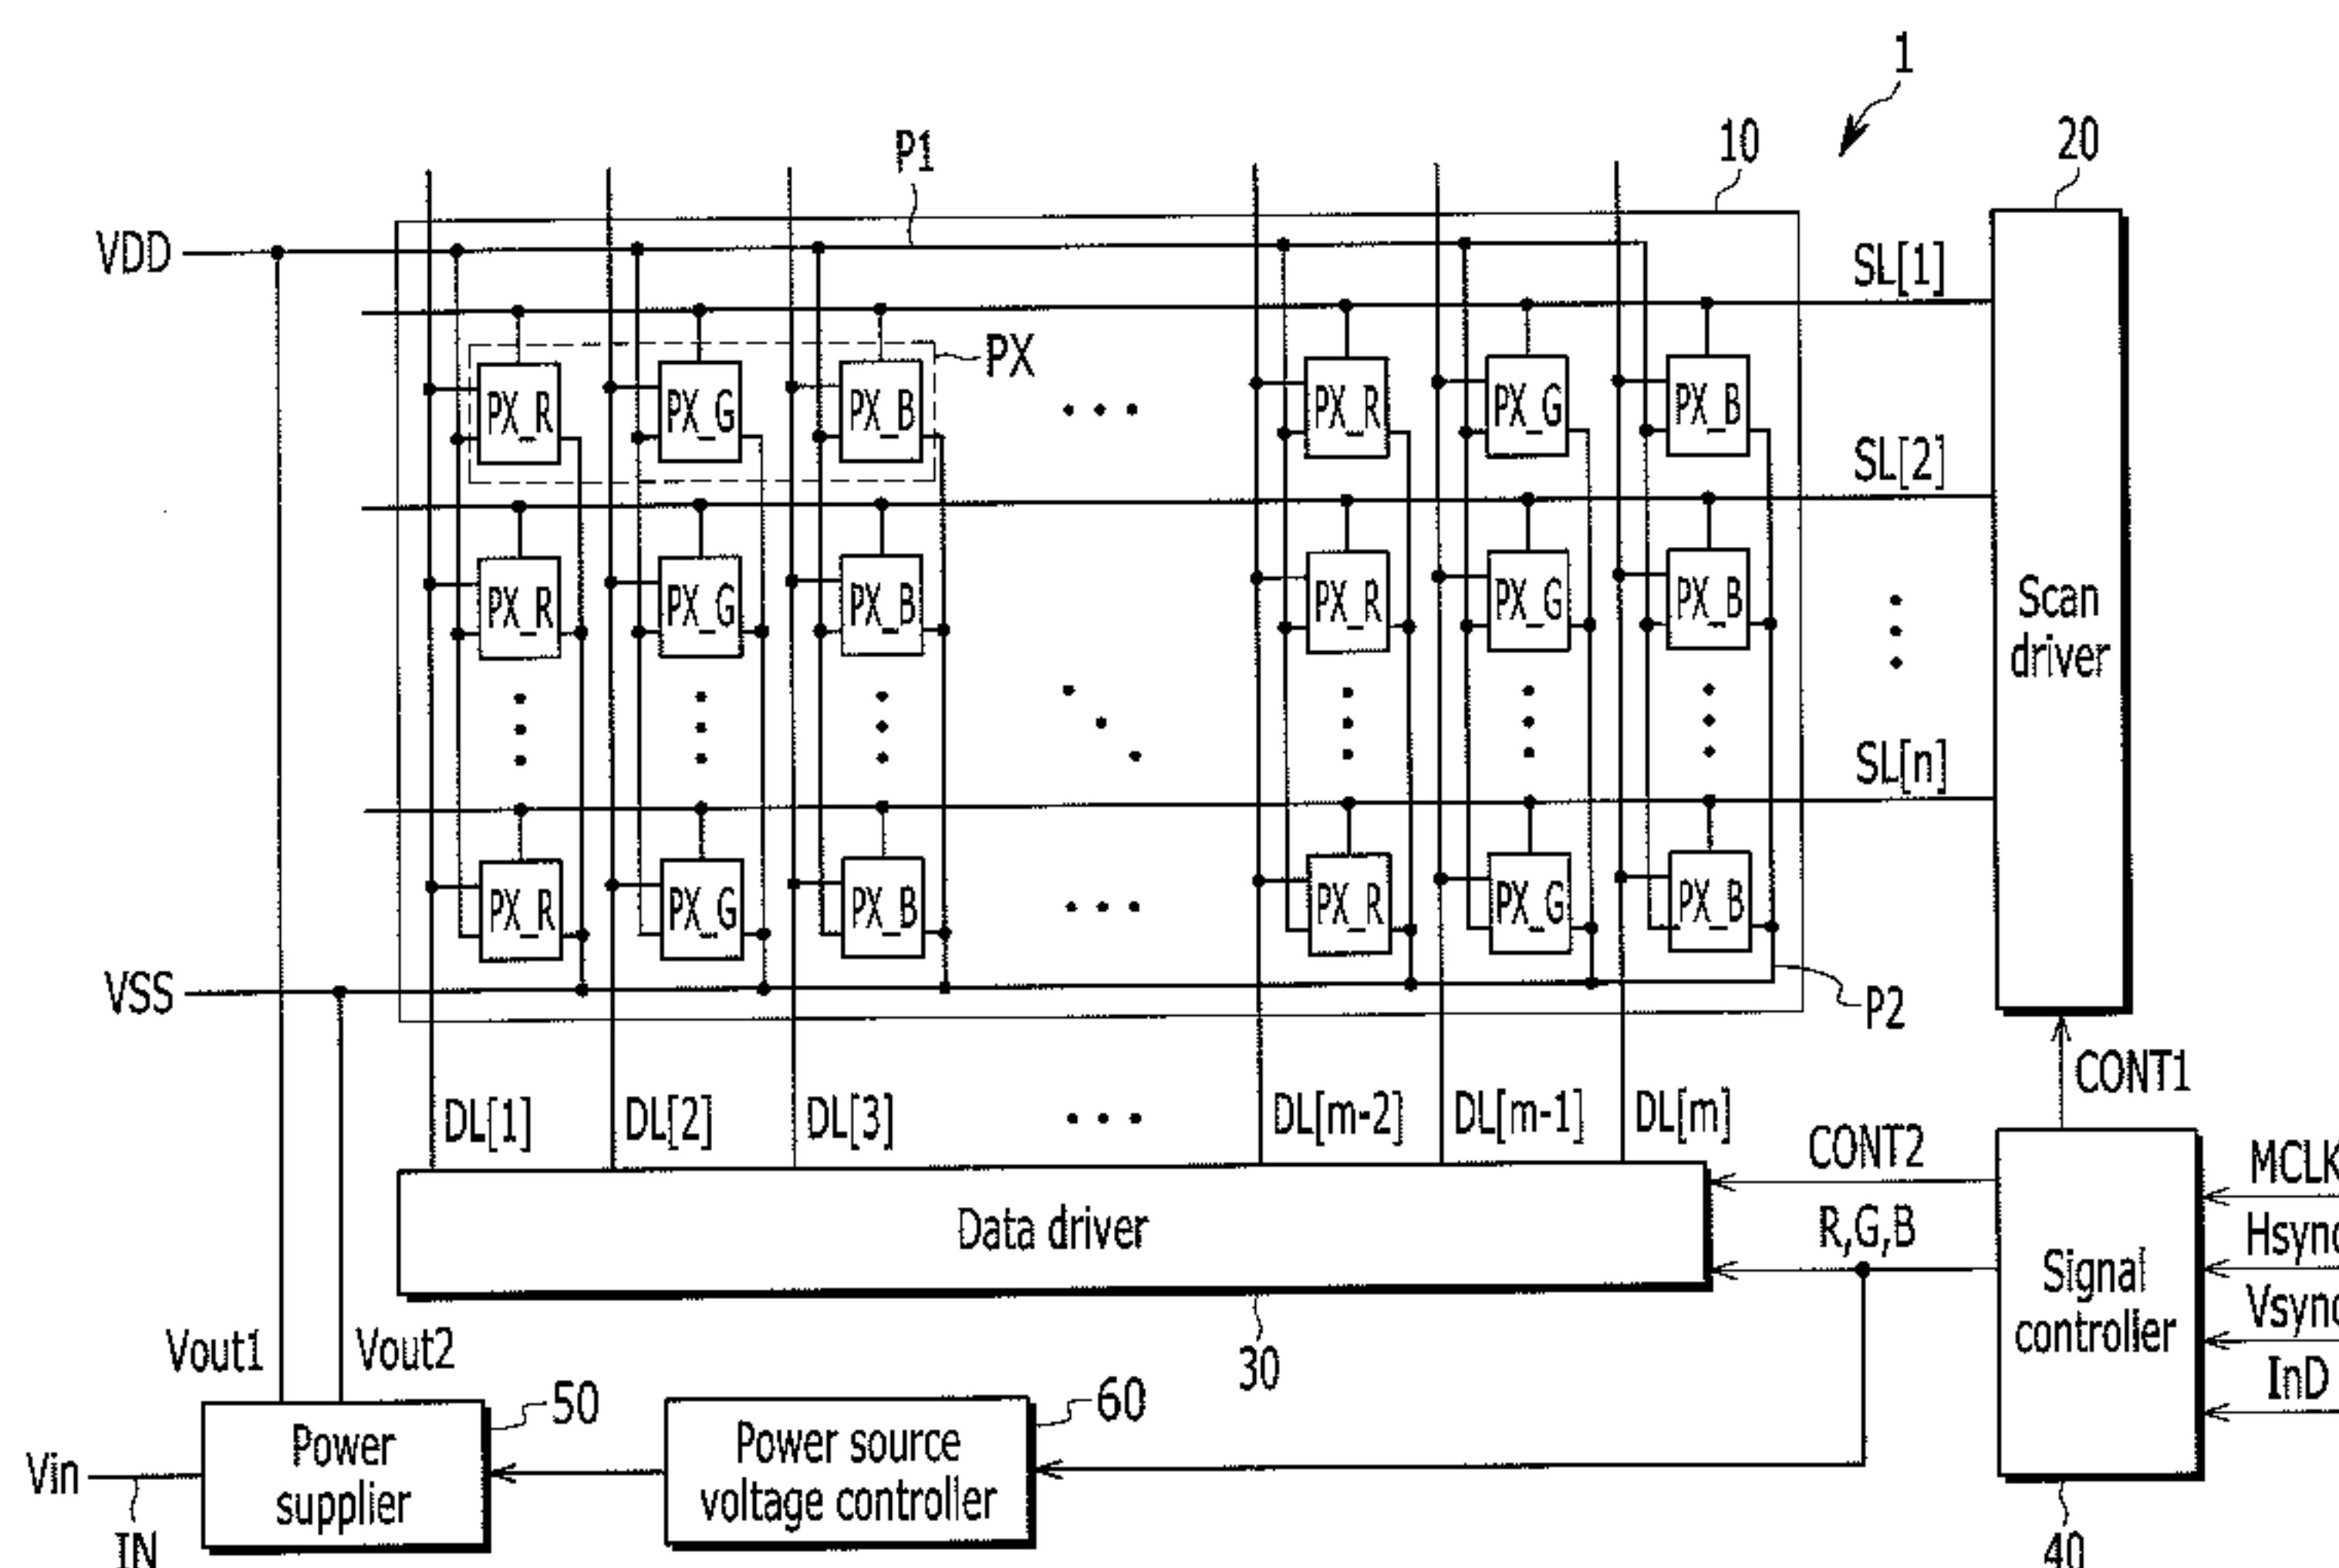 1
P1
10
20
VDD
SL[1]
PX
PX_R PX_G PX_B PX_R PX_G PX_B
SL[2]
PX_R PX_G PX_B PX_R PX_G PX_B
Scan
driver
SL[n]
PX_R PX_G PX_B PX_R PX_G PX_B
VSS
P2
CONT1
DL[1] DL[2] DL[3] DL[m-2] DL[m-1] DL[m]
CONT2
MCLK
Data driver
R,G,B
Hsync
Signal
controller
Vsync
Vout1 Vout2
30
InD
50
60
Power
supplier
Power source
voltage controller
Vin
IN
40